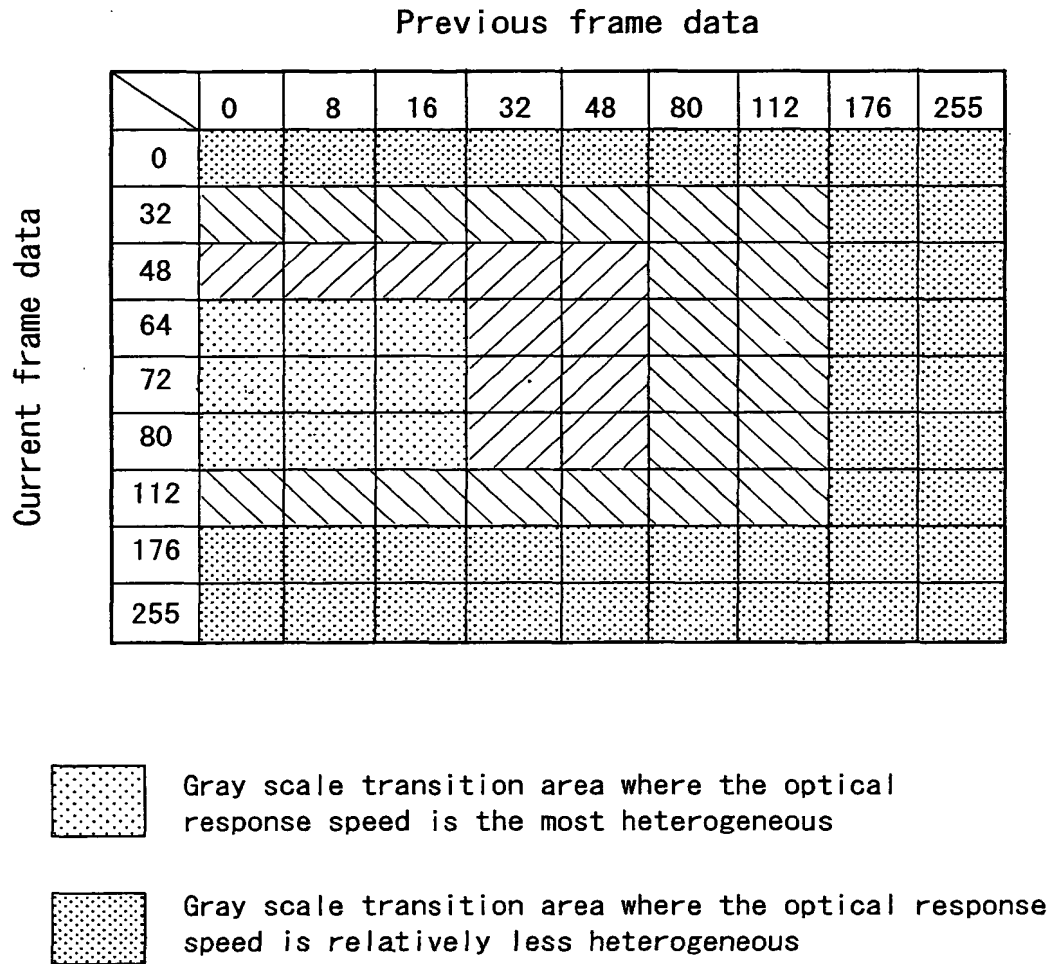 Previous frame data
0 8 16 32 48 80 112 176 255
Current frame data
0
32
48
64
72
80
112
176
255
Gray scale transition area where the optical
response speed is the most heterogeneous
Gray scale transition area where the optical response
speed is relatively less heterogeneous